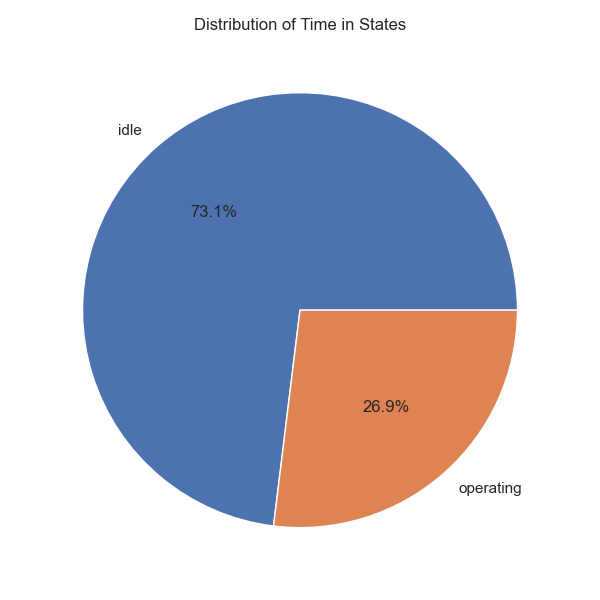 Distribution of Time in States
idle
73.1%
26.9%
operating